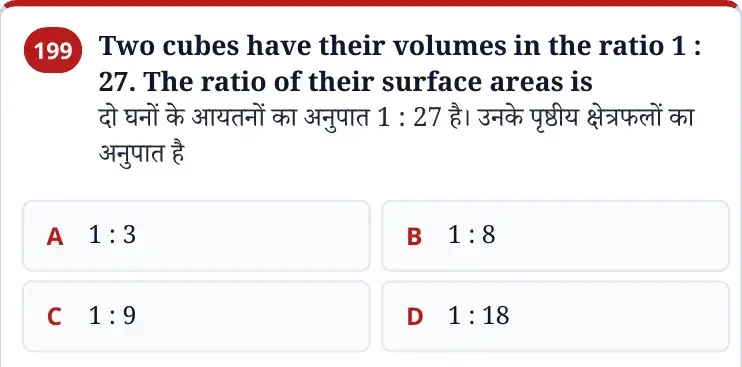 199 Two cubes have their volumes in the ratio 1 :
27. The ratio of their surface areas is
दो घनों के आयतनों का अनुपात 1 : 27 है। उनके पृष्ठीय क्षेत्रफलों का
अनुपात है
A 1 : 3
B 1 : 8
C 1 : 9
D 1 : 18